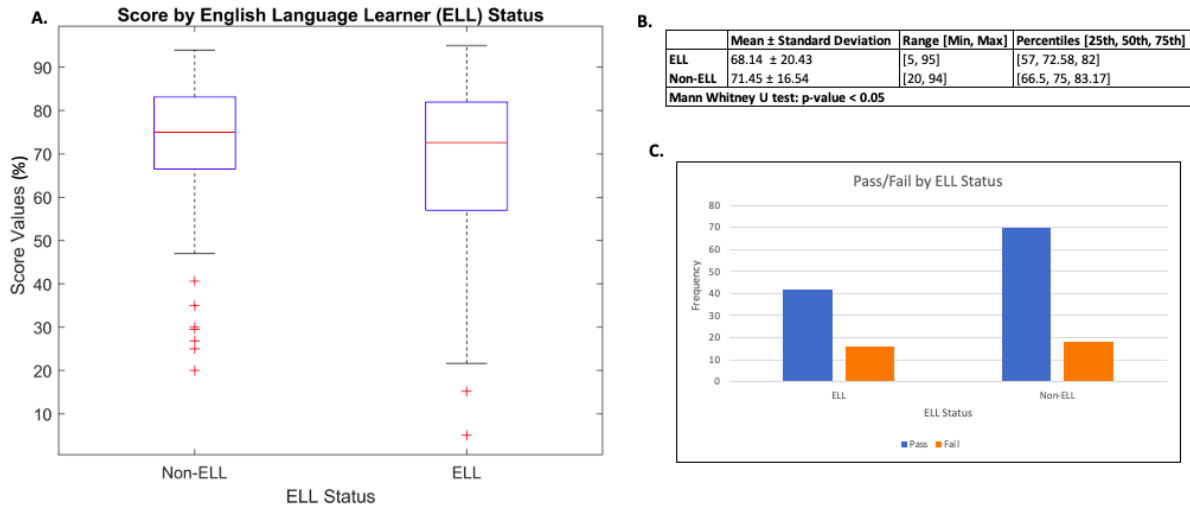 A.
Score by English Language Learner (ELL) Status
Score Values (%)
90
80
70
60
50
40
30
20
10
Non-ELL
ELL
ELL Status
B.
Mean ± Standard Deviation Range [Min, Max] Percentiles [25th, 50th, 75th]
ELL 68.14 ± 20.43 [5, 95] [57, 72.58, 82]
Non-ELL 71.45 ± 16.54 [20, 94] [66.5, 75, 83.17]
Mann Whitney U test: p-value < 0.05
C.
Pass/Fail by ELL Status
Frequency
80
70
60
50
40
30
20
10
0
ELL
Non-ELL
ELL Status
Pass Fail